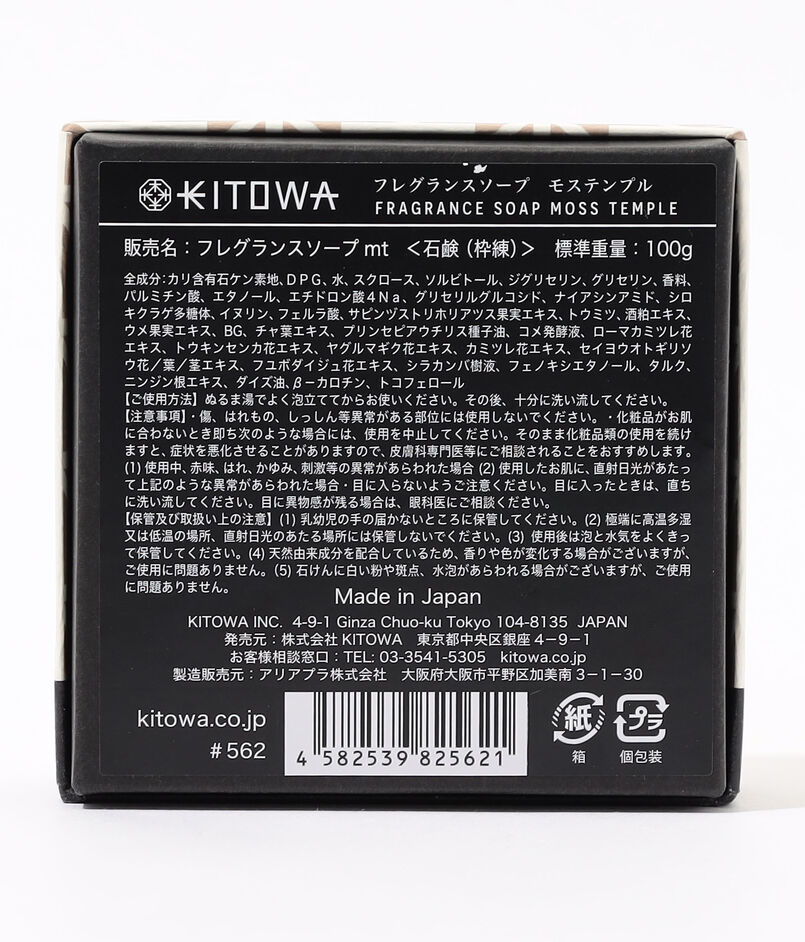 KITOWA フレグランスソープ モステンプル
FRAGRANCE SOAP MOSS TEMPLE
販売名：フレグランスソープmt ＜石鹸（枠練）＞ 標準重量：100g
全成分：カリ含有石ケン素地、DPG、水、スクロース、ソルビトール、ジグリセリン、グリセリン、香料、
パルミチン酸、エタノール、エチドロン酸4Na、グリセリルグルコシド、ナイアシンアミド、シロ
キクラゲ多糖体、イヌリン、フェルラ酸、サピンヅストリホリアツス果実エキス、トウミツ、酒粕エキス、
ウメ果実エキス、BG、チャ葉エキス、プリンセピアウチリス種子油、コメ発酵液、ローマカミツレ花
エキス、トウキンセンカ花エキス、ヤグルマギク花エキス、カミツレ花エキス、セイヨウオトギリソ
ウ花／葉／茎エキス、フユボダイジュ花エキス、シラカンバ樹液、フェノキシエタノール、タルク、
ニンジン根エキス、ダイズ油、β－カロチン、トコフェロール
【ご使用方法】ぬるま湯でよく泡立ててからお使いください。その後、十分に洗い流してください。
【注意事項】・傷、はれもの、しっしん等異常がある部位には使用しないでください。・化粧品がお肌
に合わないとき即ち次のような場合には、使用を中止してください。そのまま化粧品類の使用を続け
ますと、症状を悪化させることがありますので、皮膚科専門医等にご相談されることをおすすめします。
(1) 使用中、赤味、はれ、かゆみ、刺激等の異常があらわれた場合 (2) 使用したお肌に、直射日光があたっ
て上記のような異常があらわれた場合・目に入らないようご注意ください。目に入ったときは、直ち
に洗い流してください。目に異物感が残る場合は、眼科医にご相談ください。
【保管及び取扱い上の注意】(1) 乳幼児の手の届かないところに保管してください。(2) 極端に高温多湿
又は低温の場所、直射日光のあたる場所には保管しないでください。(3) 使用後は泡と水気をよくきっ
て保管してください。(4) 天然由来成分を配合しているため、香りや色が変化する場合がございますが、
ご使用に問題ありません。(5) 石けんに白い粉や斑点、水泡があらわれる場合がございますが、ご使用
に問題ありません。
Made in Japan
KITOWA INC. 4-9-1 Ginza Chuo-ku Tokyo 104-8135 JAPAN
発売元：株式会社KITOWA 東京都中央区銀座4－9－1
お客様相談窓口：TEL: 03-3541-5305 kitowa.co.jp
製造販売元：アリアプラ株式会社 大阪府大阪市平野区加美南3－1－30
kitowa.co.jp
#562
4 582539 825621
紙
箱
プラ
個包装